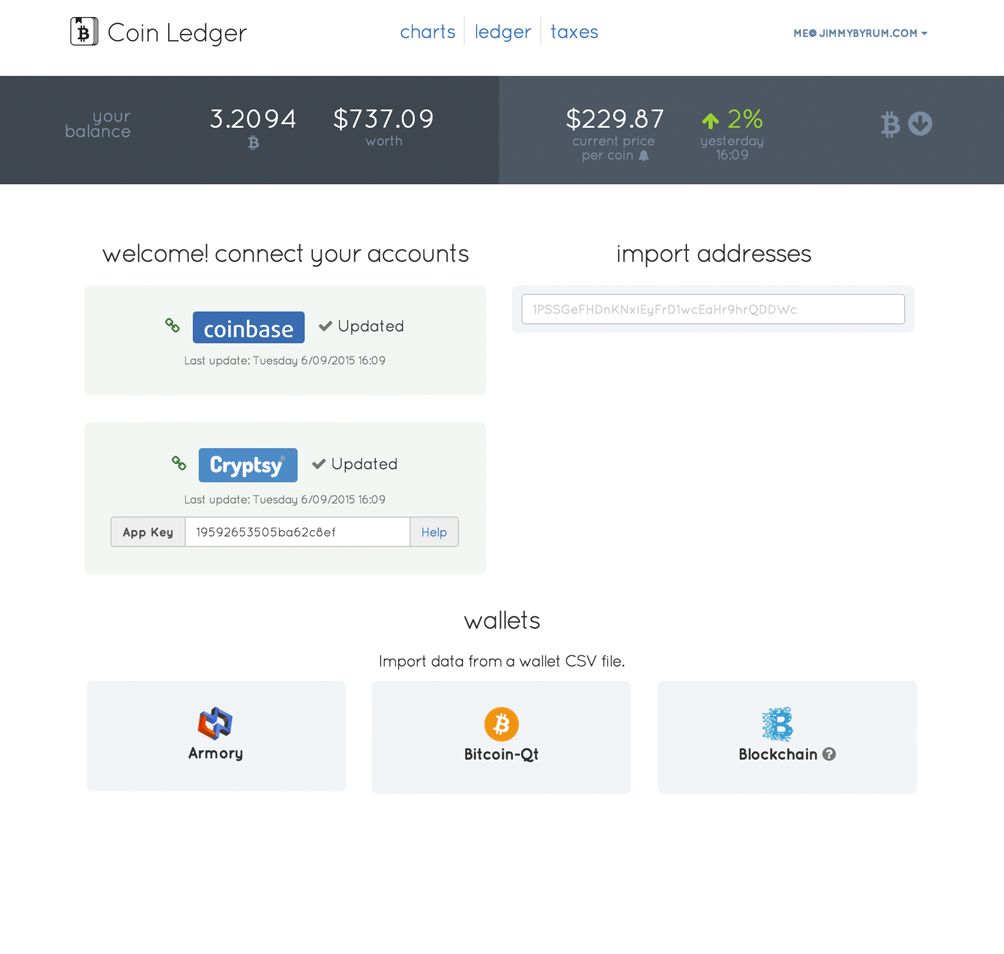 Coin Ledger
charts
ledger
taxes
ME@JIMMYBYRUM.COM
your
balance
3.2094
$737.09
worth
$229.87
current price
per coin
2%
yesterday
16:09
welcome! connect your accounts
coinbase
Updated
Last update: Tuesday 6/09/2015 16:09
Cryptsy®
Updated
Last update: Tuesday 6/09/2015 16:09
App Key
19592653505ba62c8ef
Help
import addresses
1PSSGeFHDnKNxiEyFrD1wcEaHr9hrQDDWc
wallets
Import data from a wallet CSV file.
Armory
Bitcoin-Qt
Blockchain